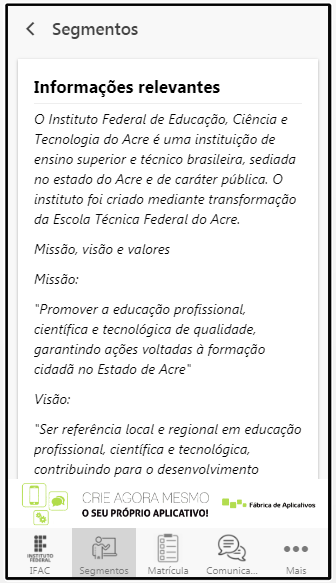 Segmentos
Informações relevantes
O Instituto Federal de Educação, Ciência e
Tecnologia do Acre é uma instituição de
ensino superior e técnico brasileira, sediada
no estado do Acre e de caráter pública. O
instituto foi criado mediante transformação
da Escola Técnica Federal do Acre.
Missão, visão e valores
Missão:
"Promover a educação profissional,
científica e tecnológica de qualidade,
garantindo ações voltadas à formação
cidadã no Estado de Acre"
Visão:
"Ser referência local e regional em educação
profissional, científica e tecnológica,
contribuindo para o desenvolvimento
CRIE AGORA MESMO
O SEU PRÓPRIO APLICATIVO!
Fábrica de Aplicativos
INSTITUTO
FEDERAL
IFAC
Segmentos
Matrícula
Comunica...
Mais